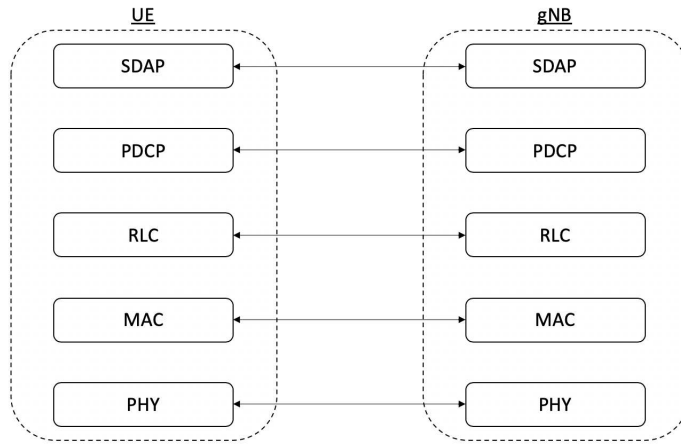 UE gNB
SDAP SDAP
PDCP PDCP
RLC RLC
MAC MAC
PHY PHY